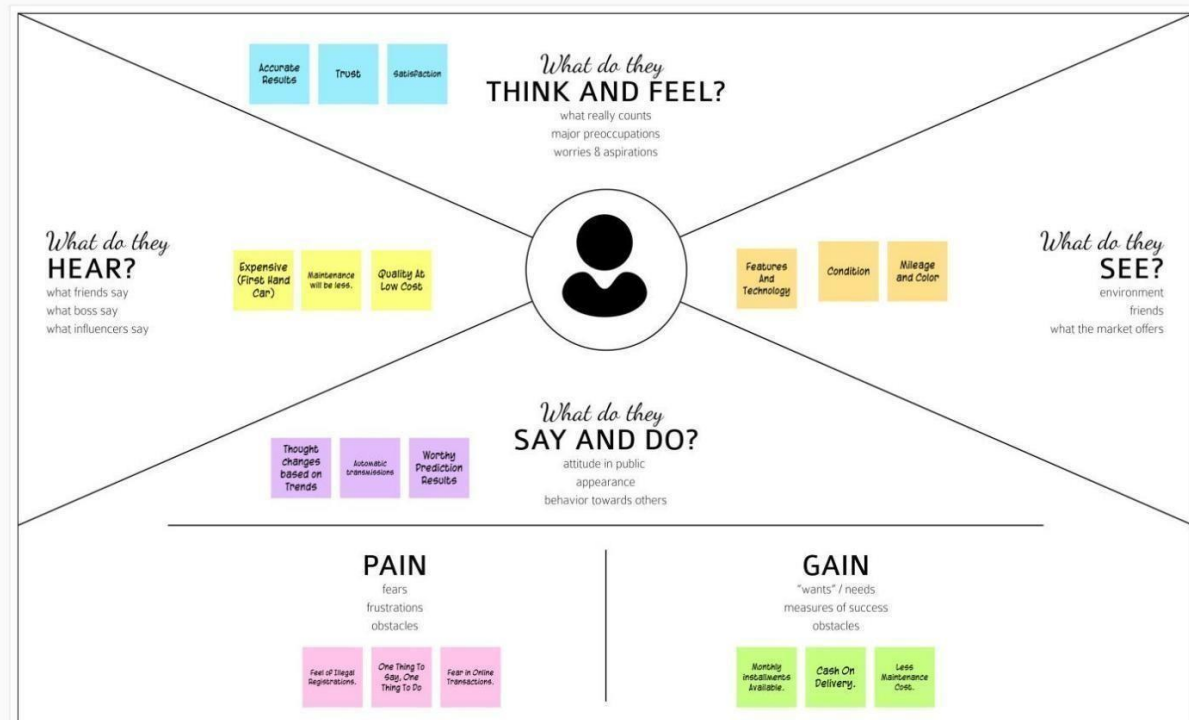 What do they
THINK AND FEEL?
what really counts
major preoccupations
worries & aspirations
Accurate
Results
Trust
Satisfaction
What do they
HEAR?
what friends say
what boss say
what influencers say
Expensive
(First Hand
Car)
Maintenance
will be less.
Quality At
Low Cost
What do they
SEE?
environment
friends
what the market offers
Features
And
Technology
Condition
Mileage
and Color
What do they
SAY AND DO?
attitude in public
appearance
behavior towards others
Thought
changes
based on
Trends
Automatic
transmissions
Worthy
Prediction
Results
PAIN
fears
frustrations
obstacles
Feel of Illegal
Registrations.
One Thing To
Say, One
Thing To Do
Fear in Online
Transactions.
GAIN
"wants" / needs
measures of success
obstacles
Monthly
installments
Available.
Cash On
Delivery.
Less
Maintenance
Cost.